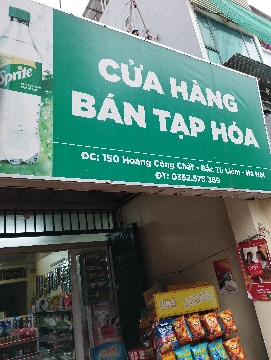 Sprite
CỬA HÀNG
BÁN TẠP HÓA
ĐC: 150 Hoàng Công Chất - Bắc Từ Liêm - Hà Nội
ĐT: 0352.575.389